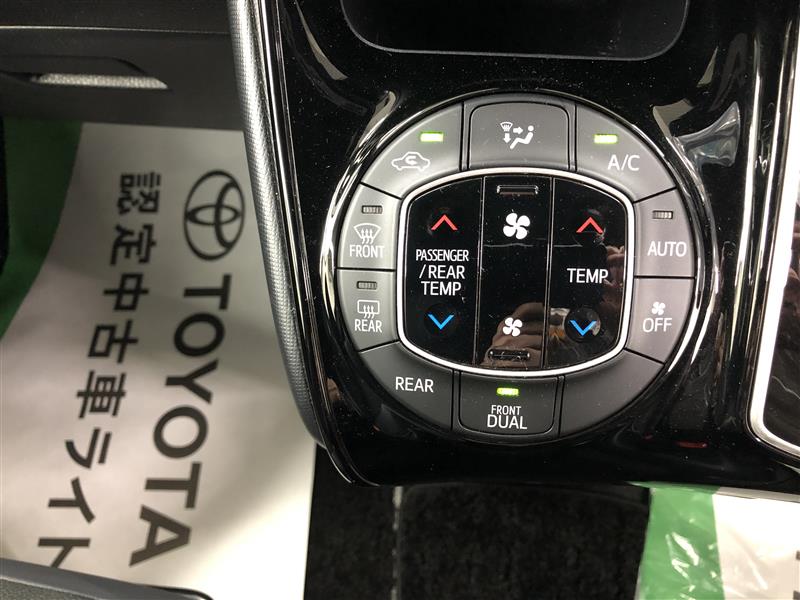 A/C
FRONT
AUTO
PASSENGER
/REAR
TEMP
TEMP
REAR
OFF
REAR
FRONT
DUAL
TOYOTA
認定中古車ライト